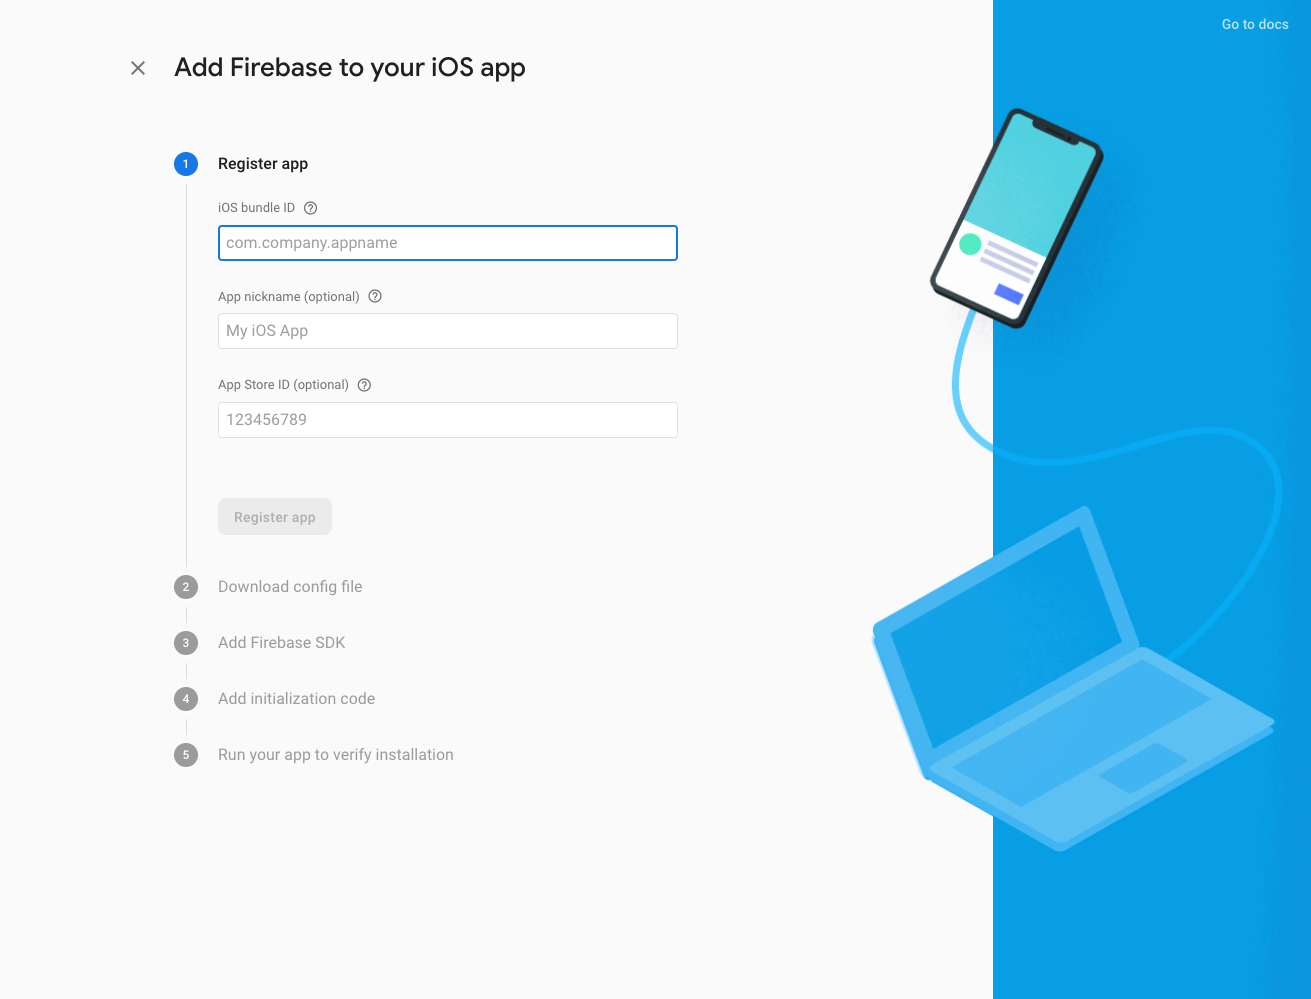 Go to docs
Add Firebase to your iOS app
1 Register app
iOS bundle ID
com.company.appname
App nickname (optional)
My iOS App
App Store ID (optional)
123456789
Register app
2 Download config file
3 Add Firebase SDK
4 Add initialization code
5 Run your app to verify installation